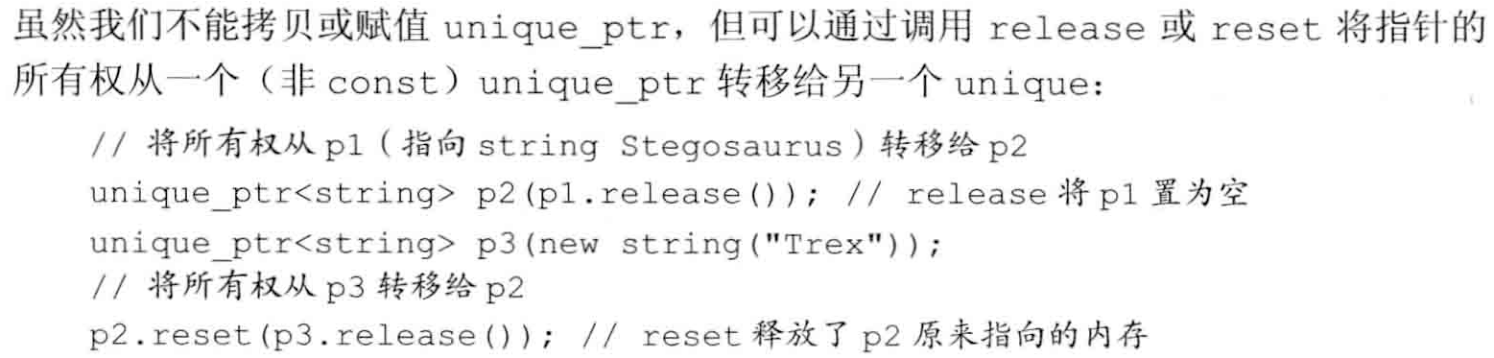 虽然我们不能拷贝或赋值 unique_ptr，但可以通过调用 release 或 reset 将指针的
所有权从一个（非 const）unique_ptr 转移给另一个 unique：
// 将所有权从 p1（指向 string Stegosaurus）转移给 p2
unique_ptr<string> p2(p1.release()); // release 将 p1 置为空
unique_ptr<string> p3(new string("Trex"));
// 将所有权从 p3 转移给 p2
p2.reset(p3.release()); // reset 释放了 p2 原来指向的内存